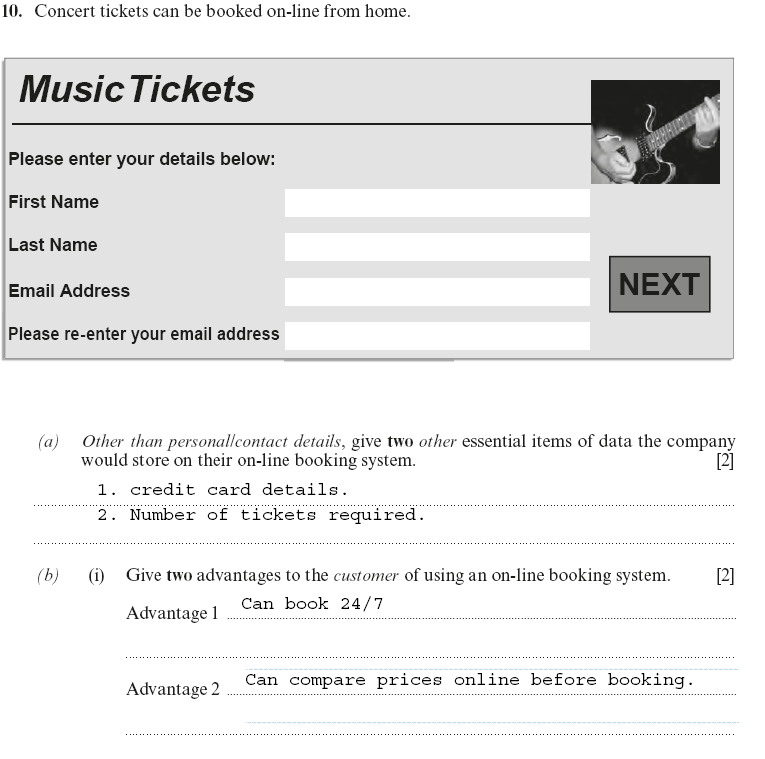 10. Concert tickets can be booked on-line from home.
Music Tickets
Please enter your details below:
First Name
Last Name
Email Address
NEXT
Please re-enter your email address
(a) Other than personal/contact details, give two other essential items of data the company
would store on their on-line booking system. [2]
1. credit card details.
2. Number of tickets required.
(b) (i) Give two advantages to the customer of using an on-line booking system. [2]
Advantage 1 Can book 24/7
Advantage 2 Can compare prices online before booking.